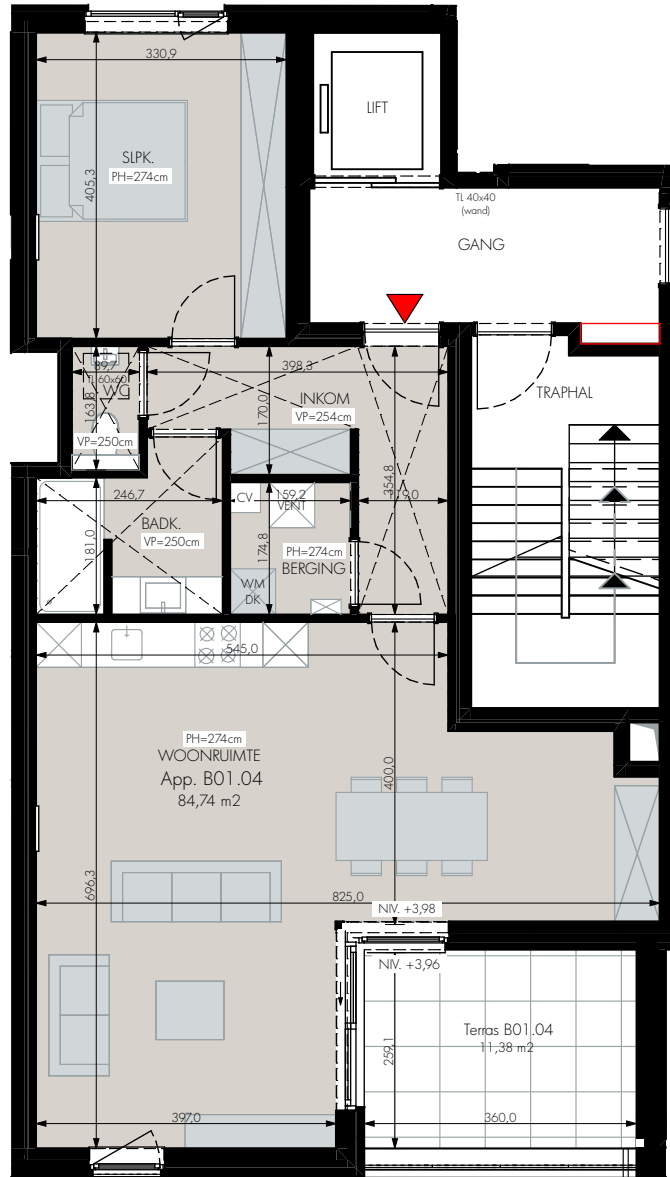 330,9
LIFT
SLPK.
PH=274cm
405,3
TL 40x40
(wand)
GANG
89,7
TL 60x60
WC
163,8
VP=250cm
398,3
INKOM
VP=254cm
170,0
TRAPHAL
354,8
119,0
246,7
BADK.
VP=250cm
181,0
CV
159,2
VENT
174,8
PH=274cm
BERGING
WM
DK
545,0
PH=274cm
WOONRUIMTE
App. B01.04
84,74 m2
400,0
696,3
825,0
NIV. +3,98
NIV. +3,96
Terras B01.04
11,38 m2
259,1
397,0
360,0